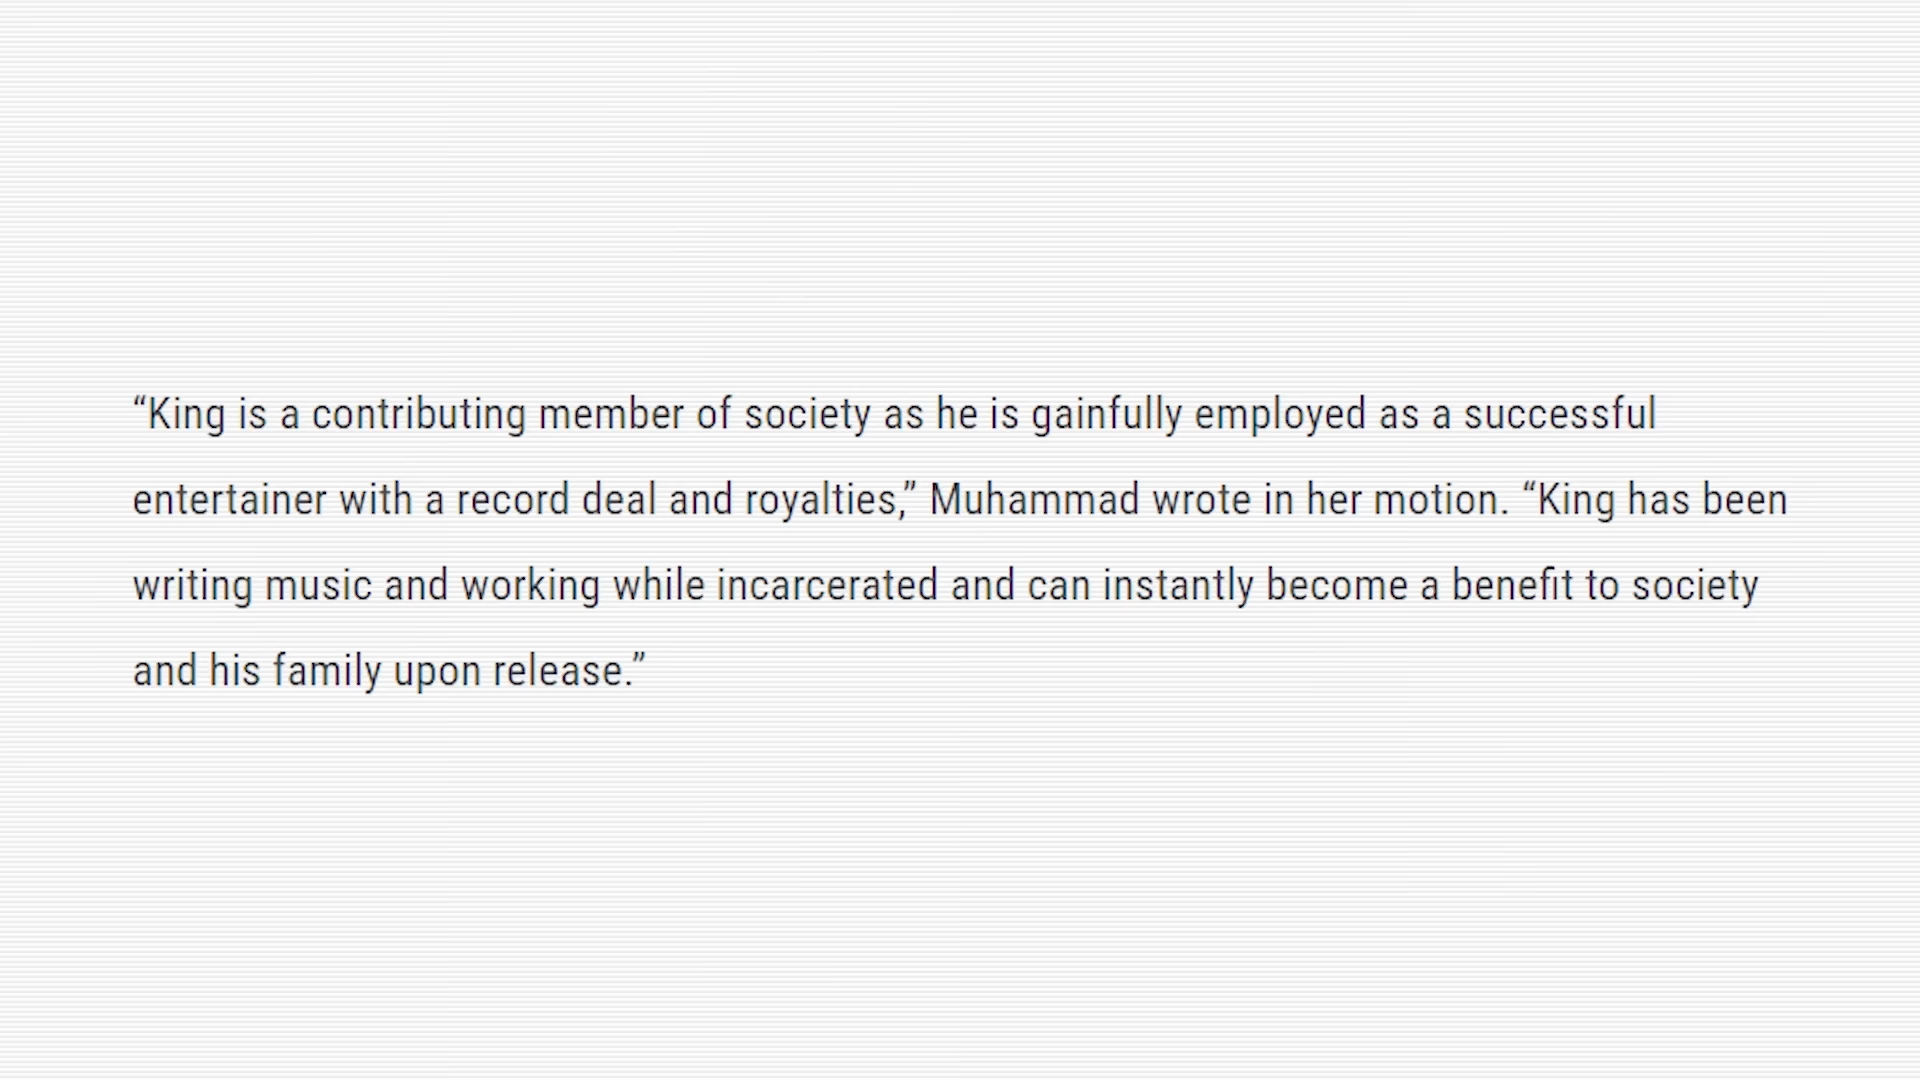 “King is a contributing member of society as he is gainfully employed as a successful
entertainer with a record deal and royalties,” Muhammad wrote in her motion. “King has been
writing music and working while incarcerated and can instantly become a benefit to society
and his family upon release.”